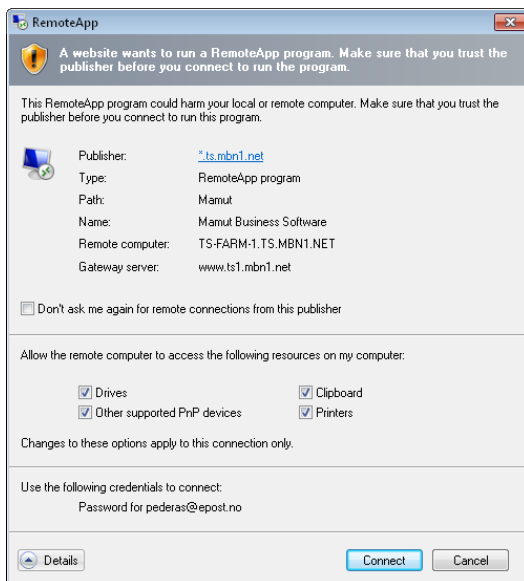 RemoteApp
A website wants to run a RemoteApp program. Make sure that you trust the
publisher before you connect to run the program.
This RemoteApp program could harm your local or remote computer. Make sure that you trust the
publisher before you connect to run this program.
Publisher: *.ts.mbn1.net
Type: RemoteApp program
Path: Mamut
Name: Mamut Business Software
Remote computer: TS-FARM-1.TS.MBN1.NET
Gateway server: www.ts1.mbn1.net
Don't ask me again for remote connections from this publisher
Allow the remote computer to access the following resources on my computer:
Drives Clipboard
Other supported PnP devices Printers
Changes to these options apply to this connection only.
Use the following credentials to connect:
Password for pederas@epost.no
Details Connect Cancel